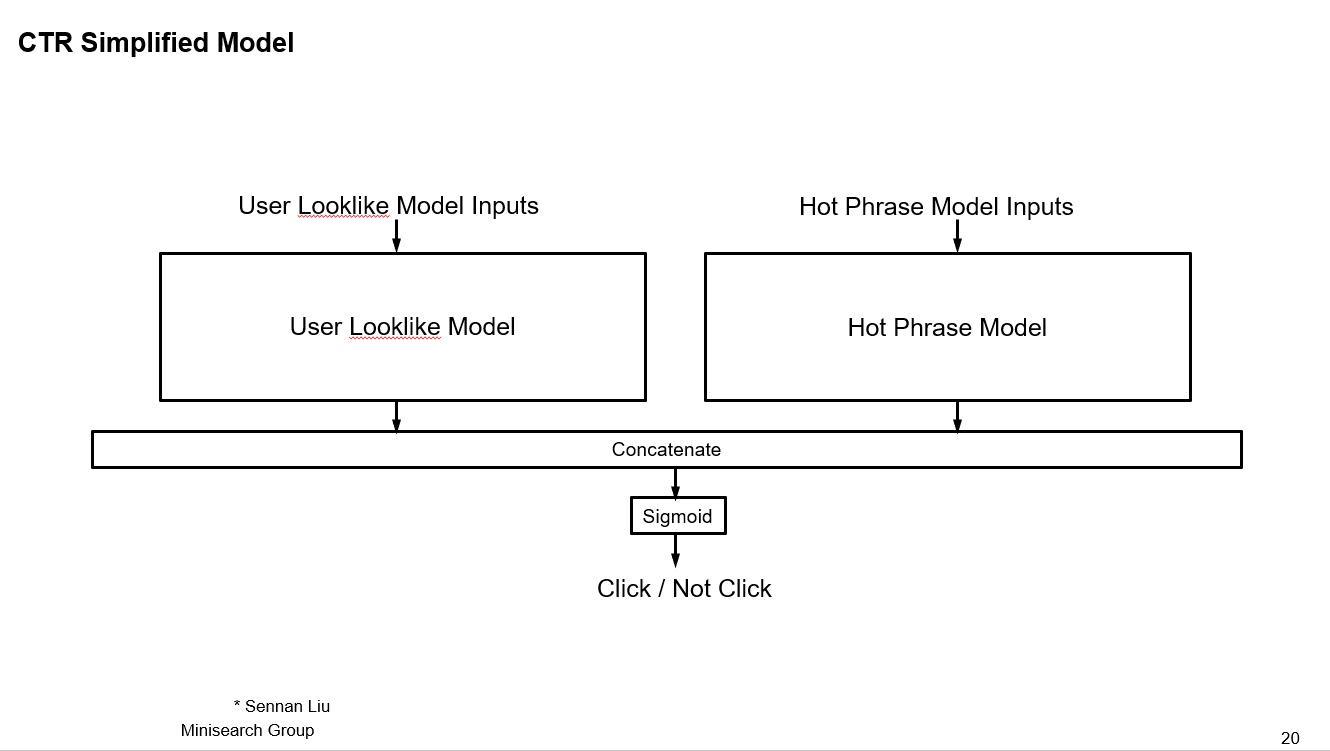 CTR Simplified Model
User Looklike Model Inputs
Hot Phrase Model Inputs
User Looklike Model
Hot Phrase Model
Concatenate
Sigmoid
Click / Not Click
* Sennan Liu
Minisearch Group
20